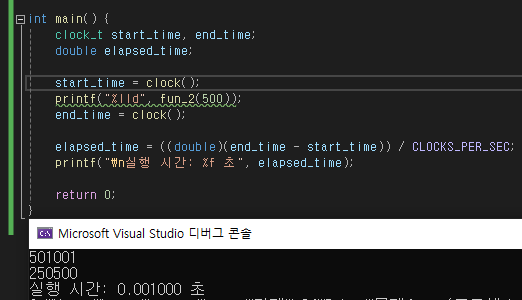 int main() {
clock_t start_time, end_time;
double elapsed_time;
start_time = clock();
printf("%lld", fun_2(500));
end_time = clock();
elapsed_time = ((double)(end_time - start_time)) / CLOCKS_PER_SEC;
printf("\n실행 시간: %f 초", elapsed_time);
return 0;
}
Microsoft Visual Studio 디버그 콘솔
501001
250500
실행 시간: 0.001000 초